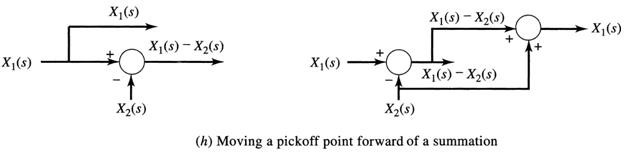 X₁(s)
X₁(s)
+
X₁(s) − X₂(s)
−
X₂(s)
X₁(s) − X₂(s)
X₁(s)
+
+
+
X₁(s)
−
X₁(s) − X₂(s)
X₂(s)
(h) Moving a pickoff point forward of a summation